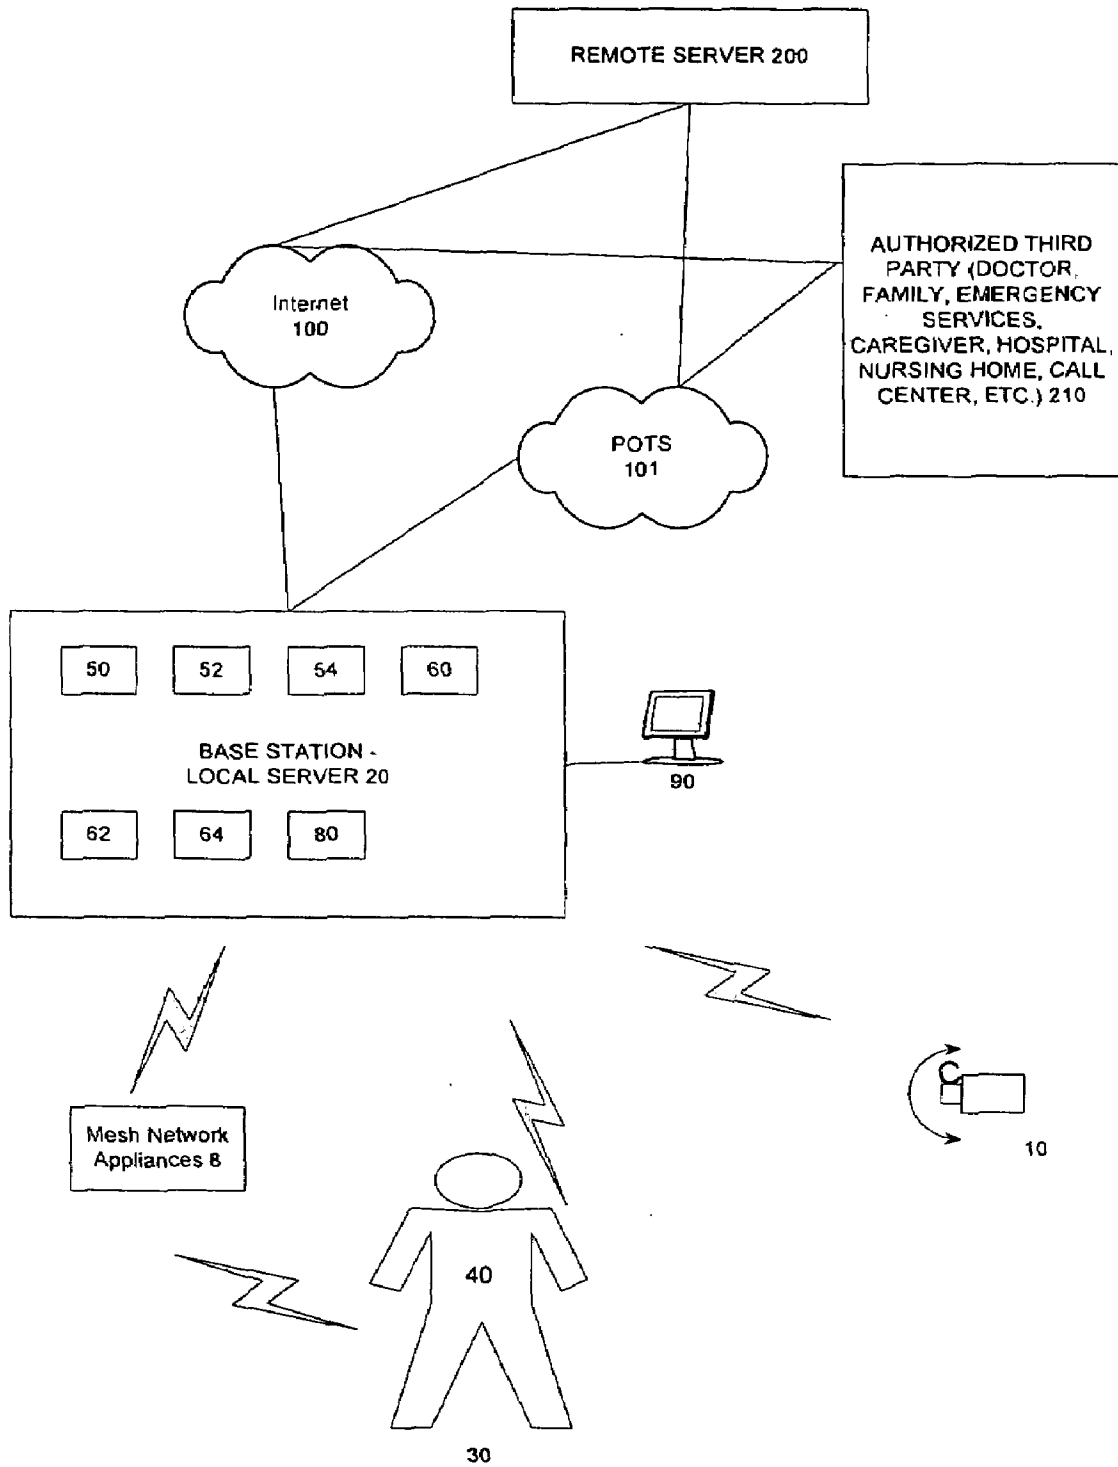 REMOTE SERVER 200
AUTHORIZED THIRD
PARTY (DOCTOR,
FAMILY, EMERGENCY
SERVICES,
CAREGIVER, HOSPITAL,
NURSING HOME, CALL
CENTER, ETC.) 210
Internet
100
POTS
101
50
52
54
60
BASE STATION -
LOCAL SERVER 20
90
62
64
80
Mesh Network
Appliances 8
10
40
30